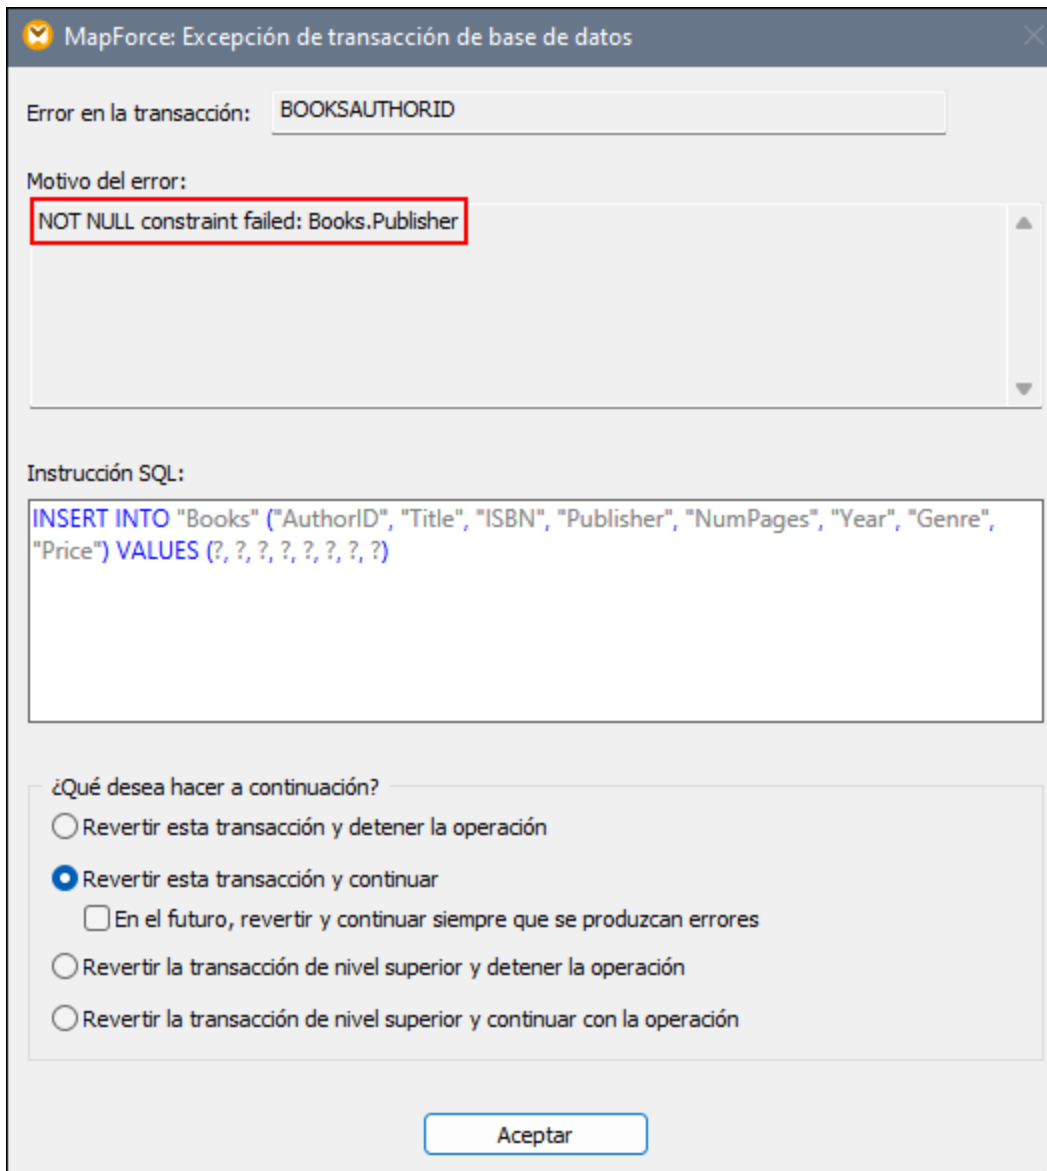 MapForce: Excepción de transacción de base de datos
Error en la transacción: BOOKSAUTHORID
Motivo del error:
NOT NULL constraint failed: Books.Publisher
Instrucción SQL:
INSERT INTO "Books" ("AuthorID", "Title", "ISBN", "Publisher", "NumPages", "Year", "Genre",
"Price") VALUES (?, ?, ?, ?, ?, ?, ?, ?)
¿Qué desea hacer a continuación?
Revertir esta transacción y detener la operación
Revertir esta transacción y continuar
En el futuro, revertir y continuar siempre que se produzcan errores
Revertir la transacción de nivel superior y detener la operación
Revertir la transacción de nivel superior y continuar con la operación
Aceptar